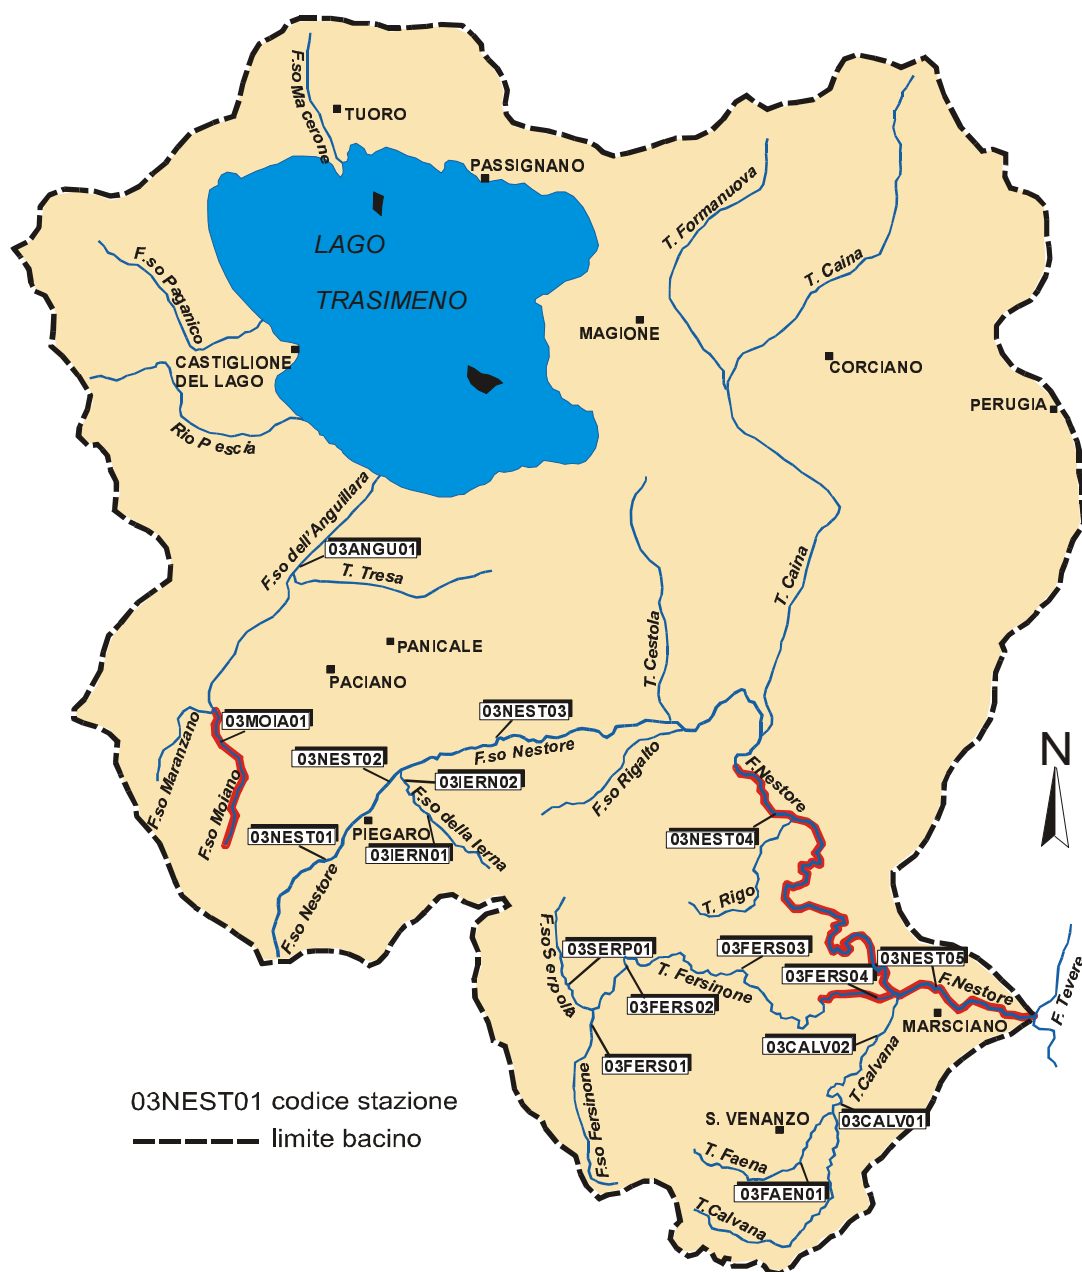 F.so Macerone
TUORO
PASSIGNANO
T. Formanuova
LAGO
TRASIMENO
F.so Paganico
T. Caina
MAGIONE
CASTIGLIONE
DEL LAGO
CORCIANO
PERUGIA
Rio Pescia
F.so dell'Anguillara
03ANGU01
T. Tresa
T. Caina
PANICALE
T. Cestola
PACIANO
03NEST03
03MOIA01
F.so Maranzano
F.so Nestore
N
03NEST02
03IERN02
F.so Rigalto
F.Nestore
F.so Moiano
F.so della Ierna
03NEST01
PIEGARO
03NEST04
03IERN01
F.so Nestore
T. Rigo
F.so Serpolla
03SERP01
03FERS03
03NEST05
T. Fersinone
03FERS04
F.Nestore
F. Tevere
03FERS02
MARSCIANO
03CALV02
03FERS01
T.Calvana
F.so Fersinone
03NEST01 codice stazione
S. VENANZO
03CALV01
limite bacino
T. Faena
03FAEN01
T.Calvana